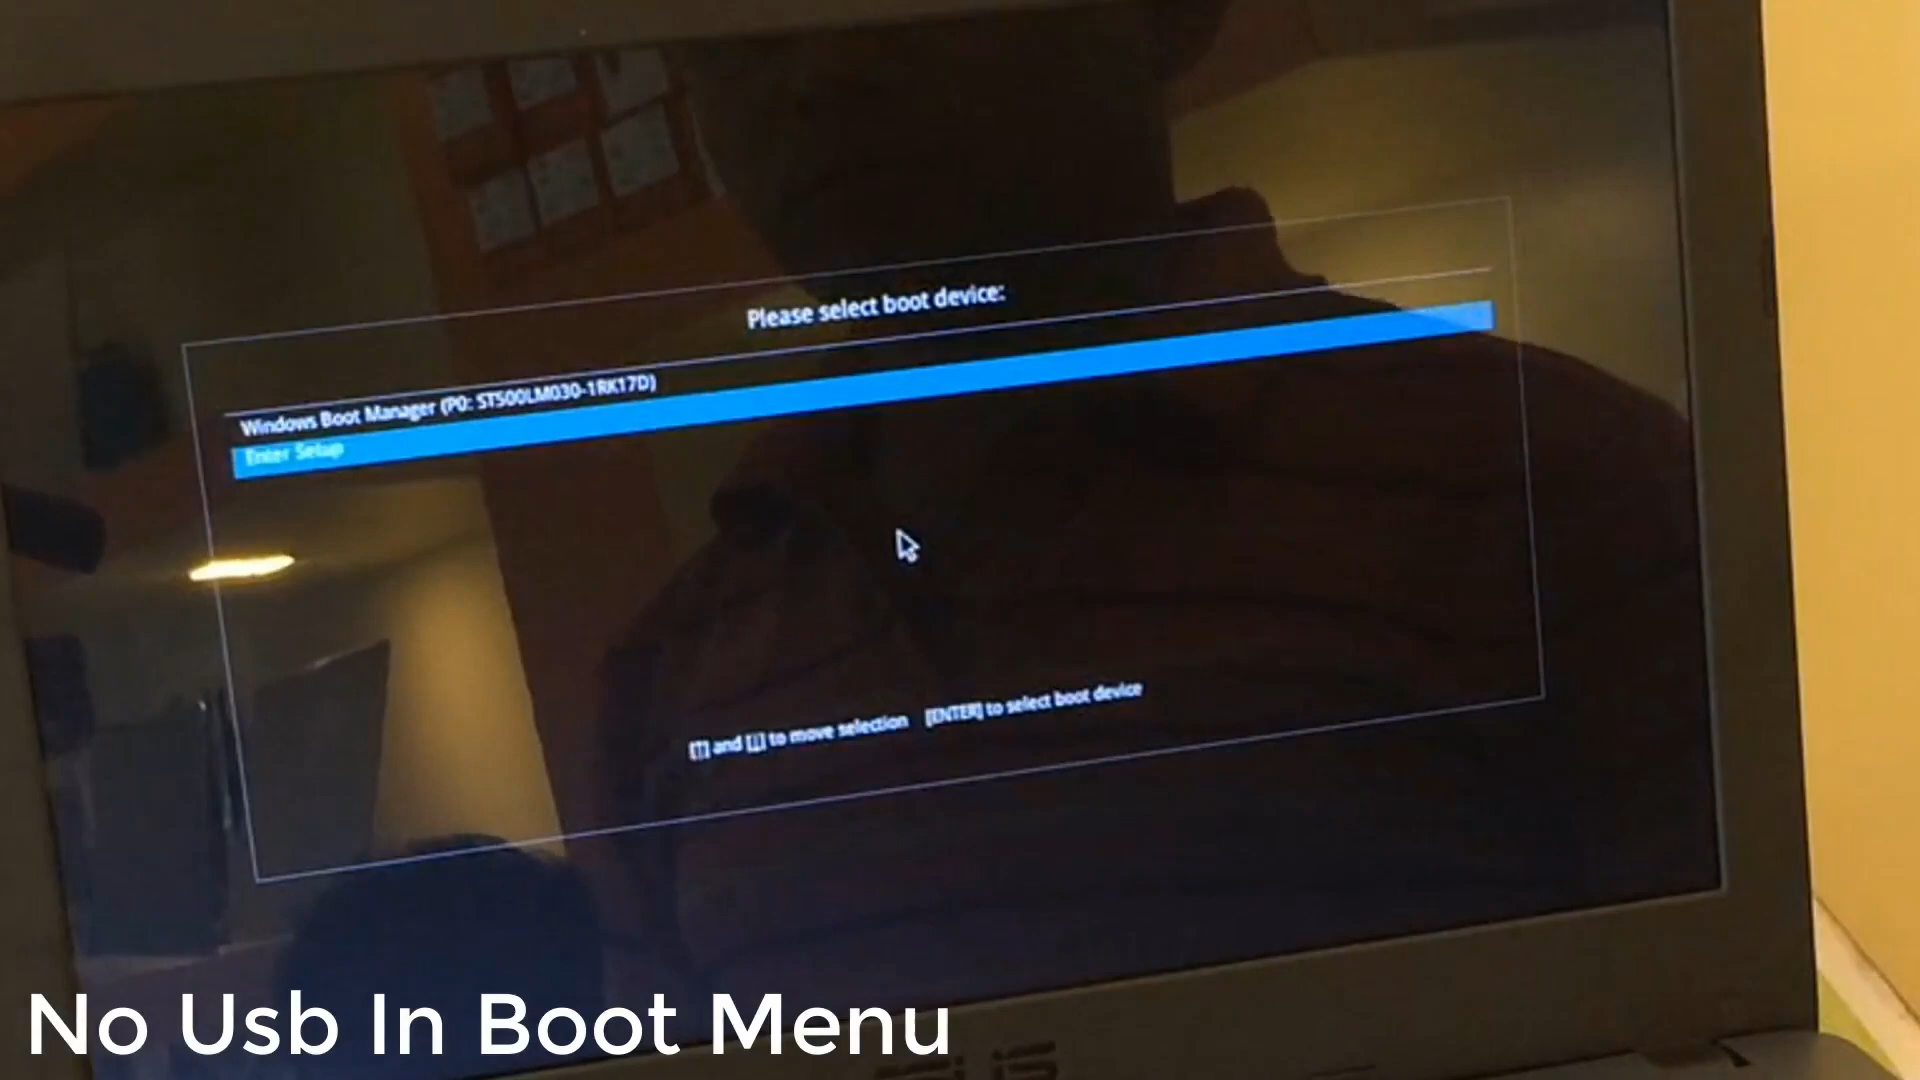 Please select boot device:
Windows Boot Manager (P0: ST500LM030-1RK17D)
Enter Setup
[↑] and [↓] to move selection [ENTER] to select boot device
No Usb In Boot Menu